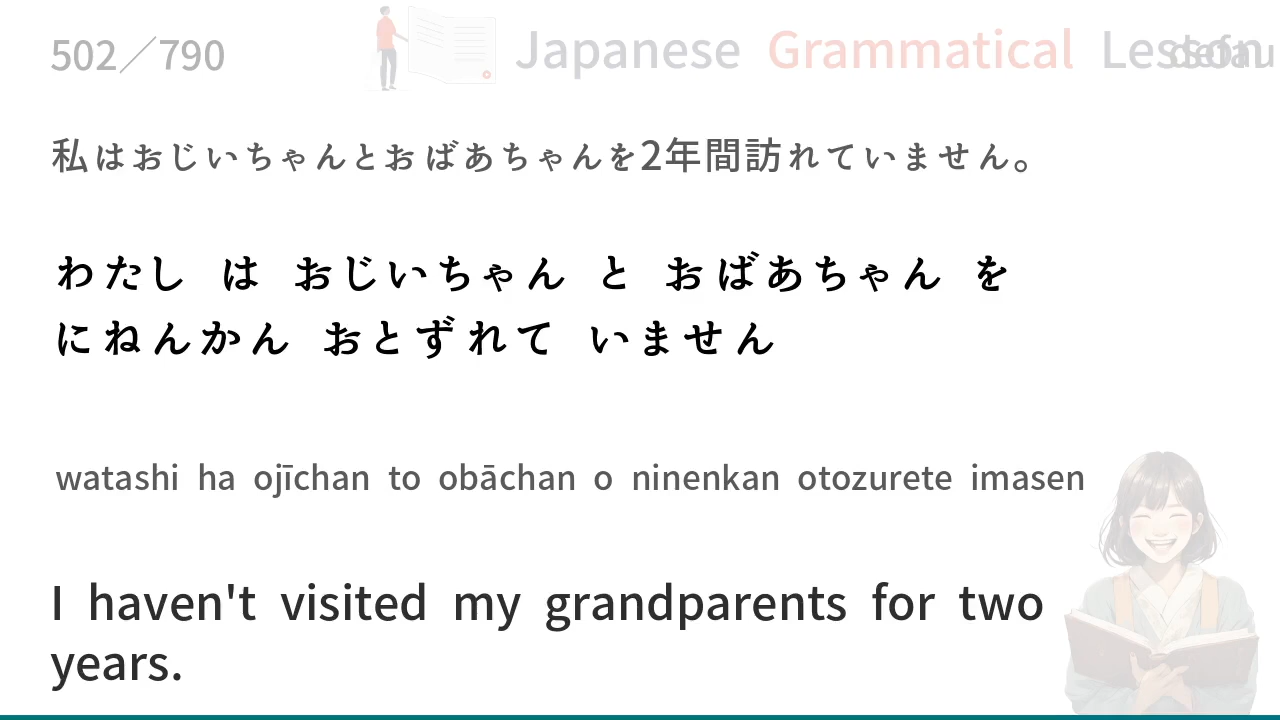 502／790
Japanese Grammatical Lesson
私はおじいちゃんとおばあちゃんを2年間訪れていません。
わたし は おじいちゃん と おばあちゃん を
にねんかん おとずれて いません
watashi ha ojīchan to obāchan o ninenkan otozurete imasen
I haven't visited my grandparents for two
years.